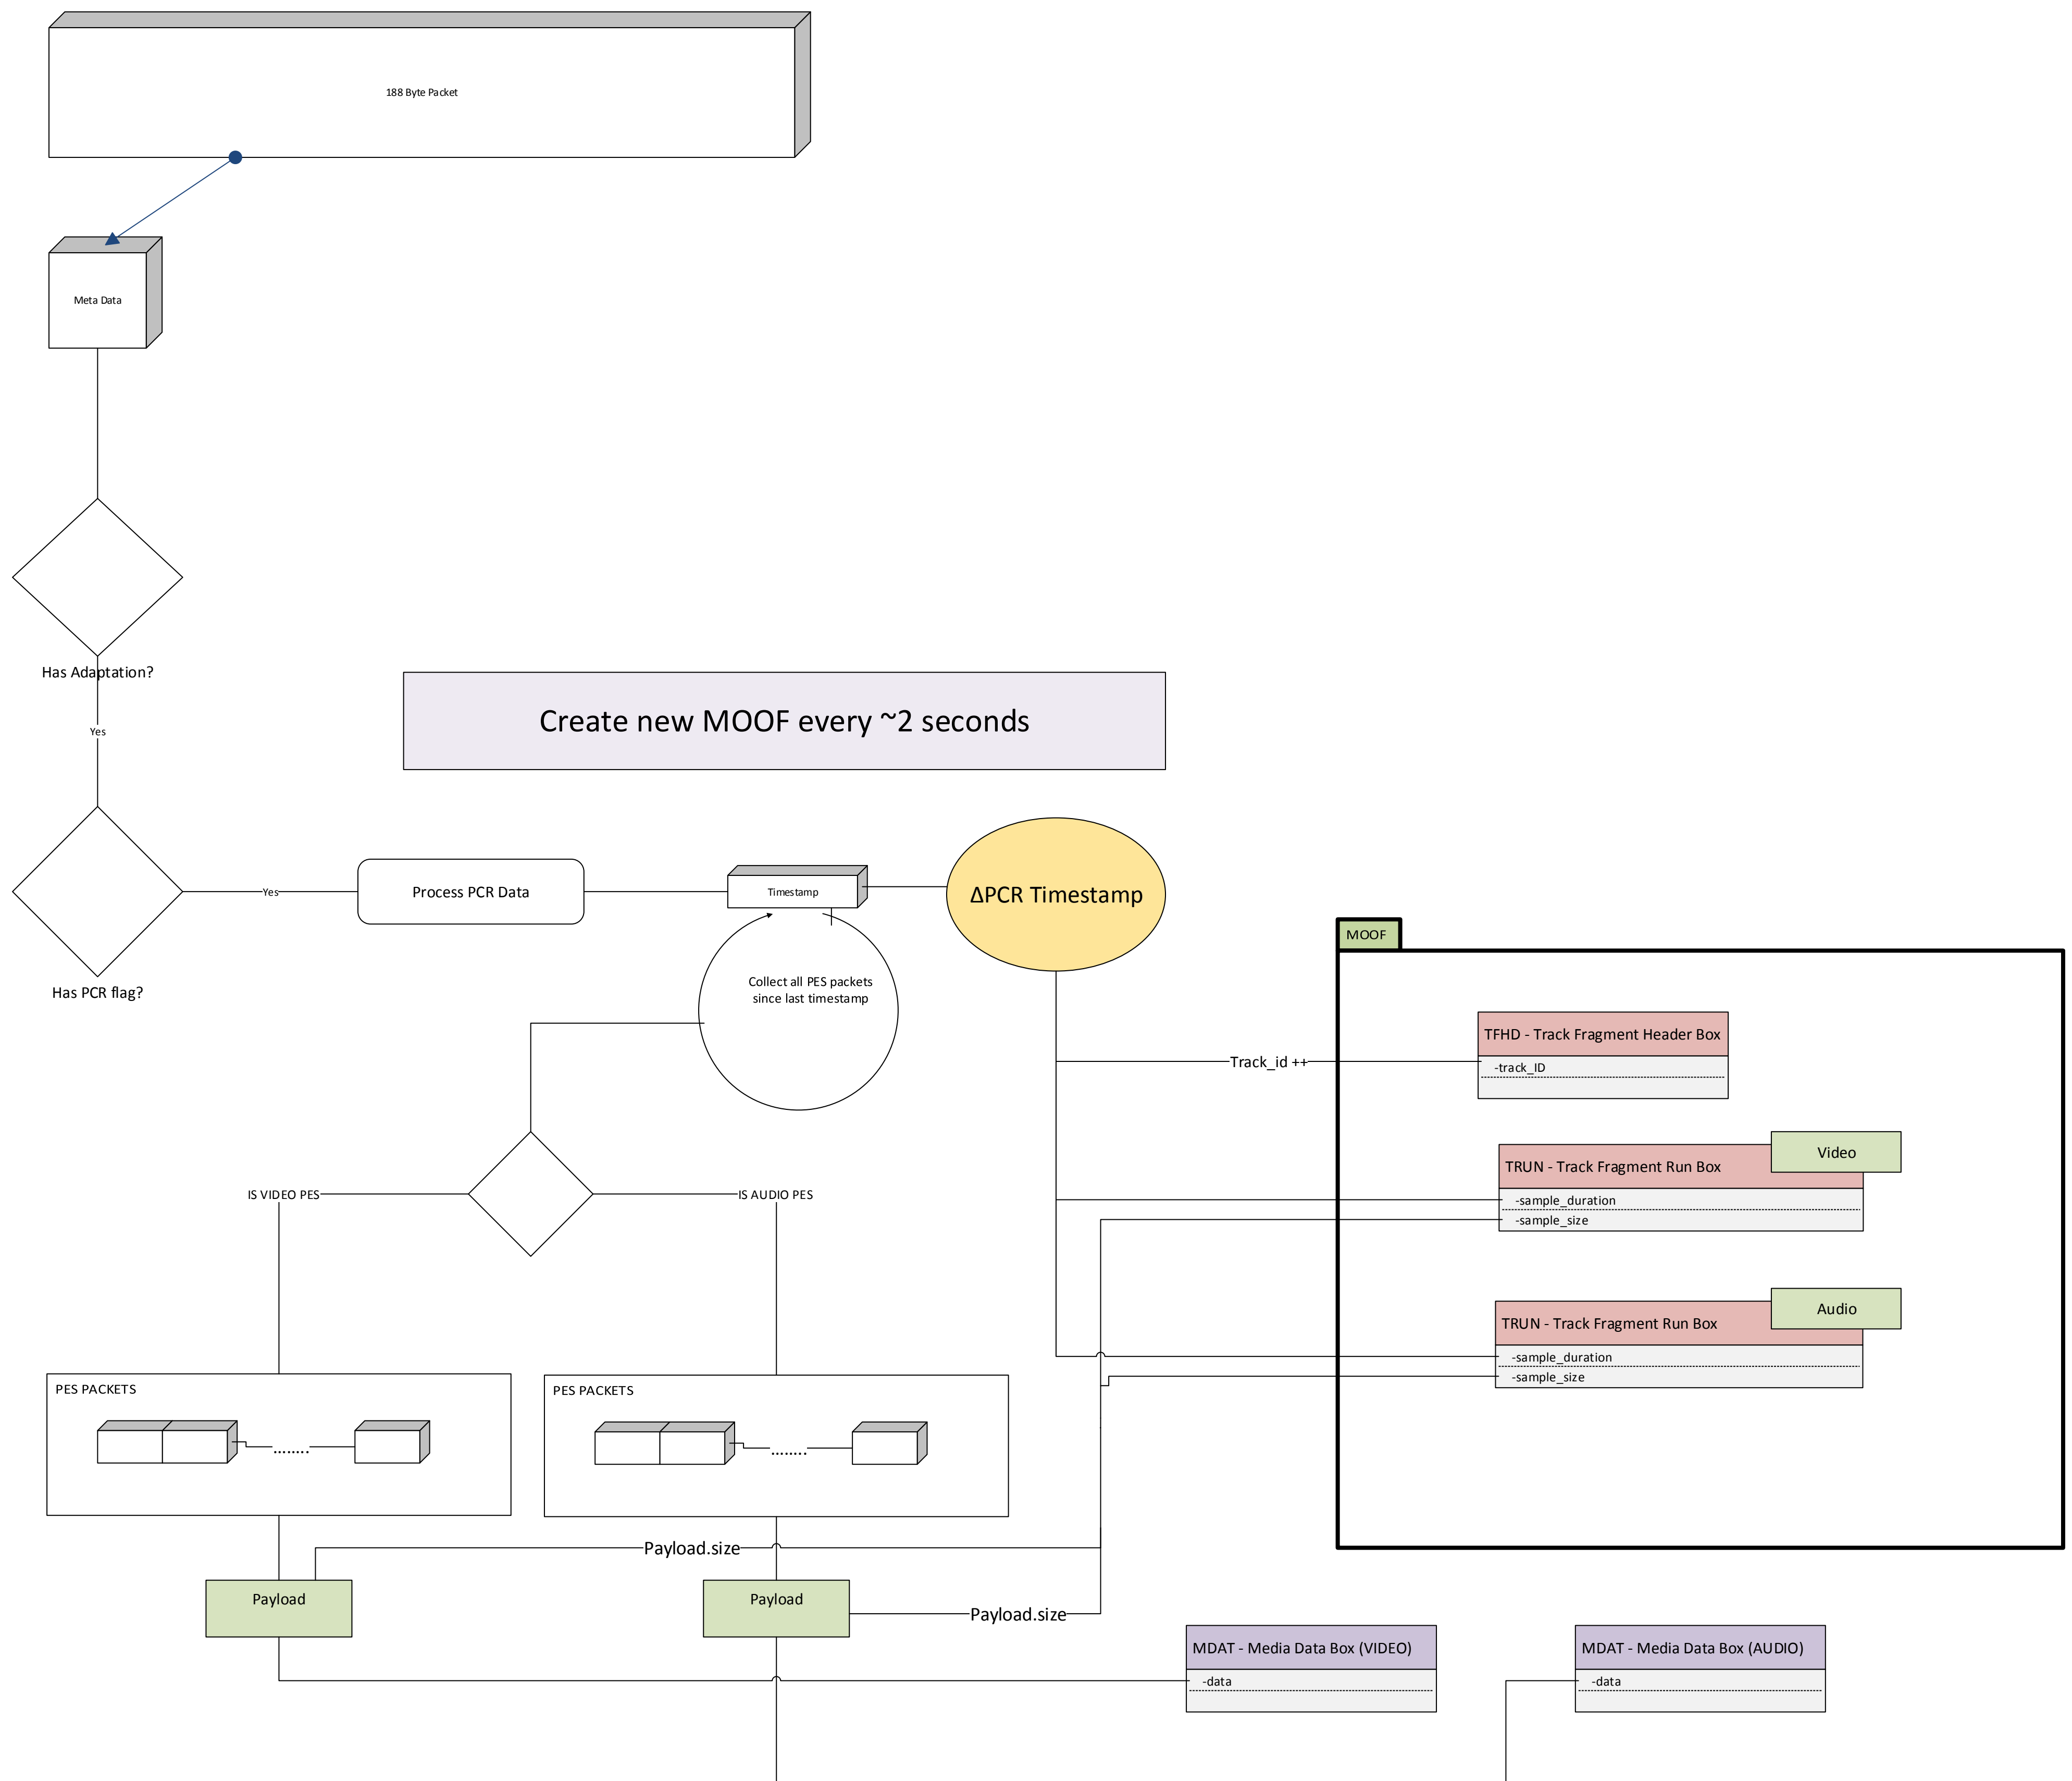 188 Byte Packet
Meta Data
Has Adaptation?
Yes
Create new MOOF every ~2 seconds
Has PCR flag?
Yes
Process PCR Data
Timestamp
ΔPCR Timestamp
Collect all PES packets
since last timestamp
MOOF
Track_id ++
TFHD - Track Fragment Header Box
-track_ID
Video
TRUN - Track Fragment Run Box
-sample_duration
-sample_size
IS VIDEO PES
IS AUDIO PES
Audio
TRUN - Track Fragment Run Box
-sample_duration
-sample_size
PES PACKETS
........
PES PACKETS
........
Payload.size
Payload
Payload
Payload.size
MDAT - Media Data Box (VIDEO)
-data
MDAT - Media Data Box (AUDIO)
-data